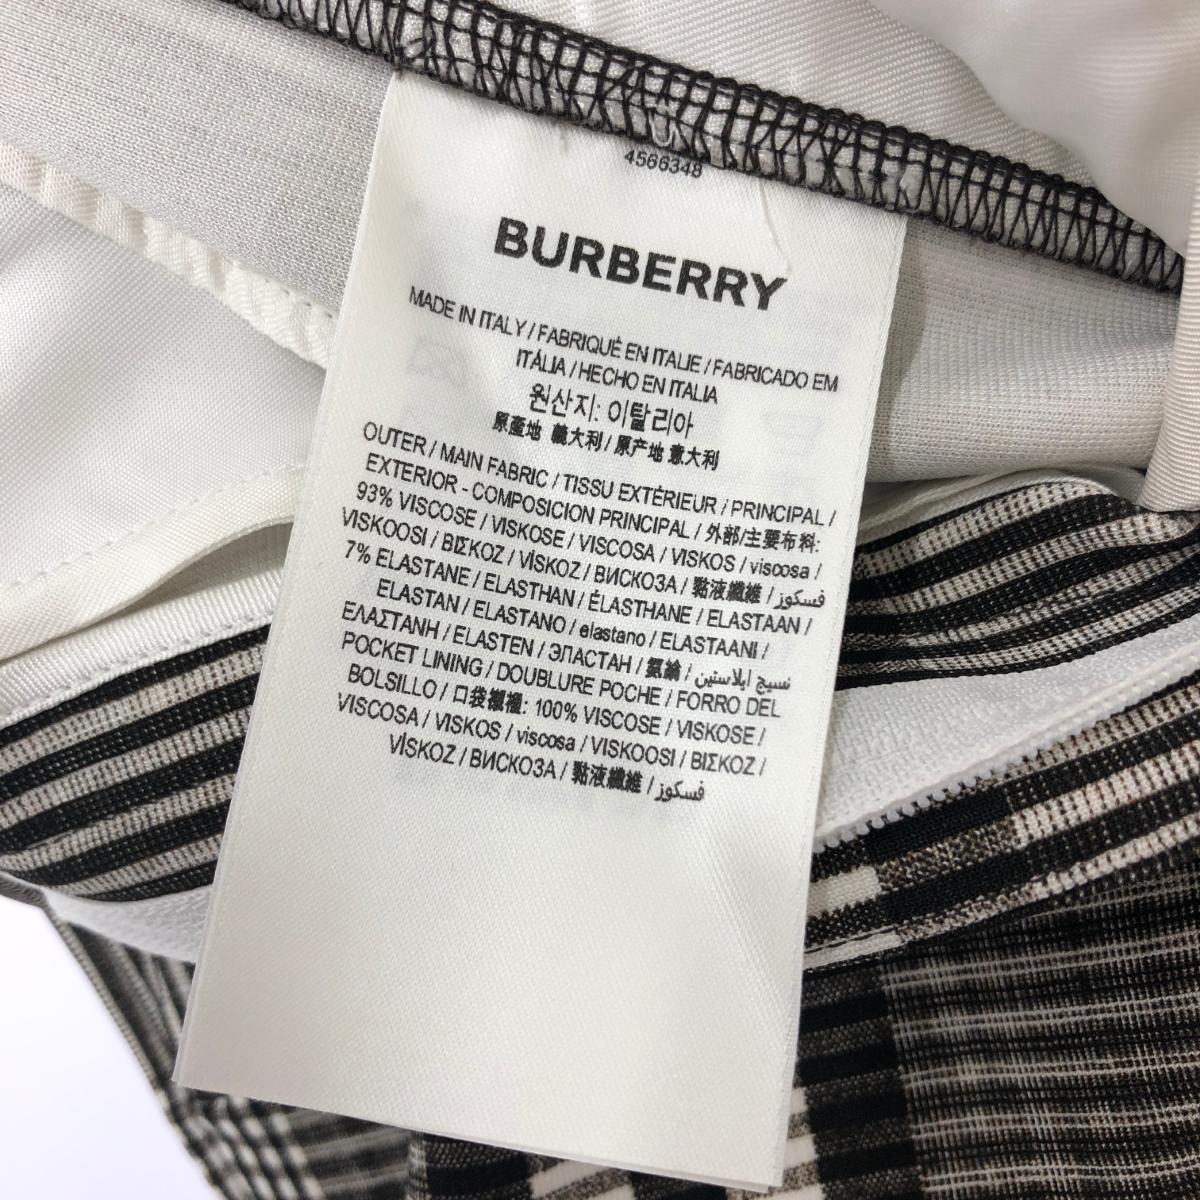 4566348
BURBERRY
MADE IN ITALY / FABRIQUÉ EN ITALIE / FABRICADO EM
ITÁLIA / HECHO EN ITALIA
원산지: 이탈리아
原產地 義大利 / 原产地 意大利
OUTER / MAIN FABRIC / TISSU EXTÉRIEUR / PRINCIPAL /
EXTERIOR - COMPOSICION PRINCIPAL / 外部/主要布料:
93% VISCOSE / VISKOSE / VISCOSA / VISKOS / viscosa /
VISKOOSI / ΒΙΣΚΟΖ / VİSKOZ / ВИСКОЗА / 黏液纖維 / فسكوز
7% ELASTANE / ELASTHAN / ÉLASTHANE / ELASTAAN /
ELASTAN / ELASTANO / elastano / ELASTAANI /
ΕΛΑΣΤΑΝΗ / ELASTEN / ЭЛАСТАН / 氨綸 / نسيج ايلاستين
POCKET LINING / DOUBLURE POCHE / FORRO DEL
BOLSILLO / 口袋襯裡: 100% VISCOSE / VISKOSE /
VISCOSA / VISKOS / viscosa / VISKOOSI / ΒΙΣΚΟΖ /
VİSKOZ / ВИСКОЗА / 黏液纖維 / فسكوز